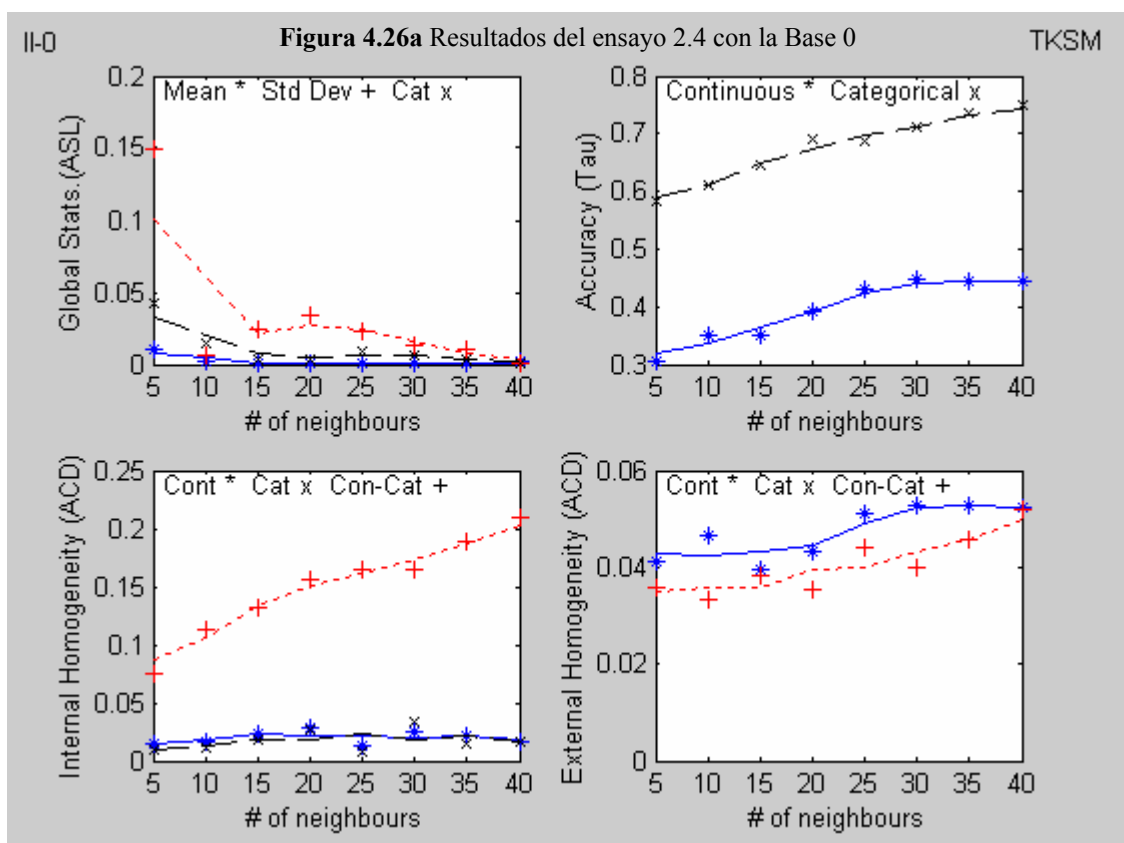 II-0
Figura 4.26a Resultados del ensayo 2.4 con la Base 0
TKSM
Mean * Std Dev + Cat x
Global Stats.(ASL)
0.2
0.15
0.1
0.05
0
5 10 15 20 25 30 35 40
# of neighbours
Continuous * Categorical x
Accuracy (Tau)
0.8
0.7
0.6
0.5
0.4
0.3
5 10 15 20 25 30 35 40
# of neighbours
Cont * Cat x Con-Cat +
Internal Homogeneity (ACD)
0.25
0.2
0.15
0.1
0.05
0
5 10 15 20 25 30 35 40
# of neighbours
Cont * Cat x Con-Cat +
External Homogeneity (ACD)
0.06
0.04
0.02
0
5 10 15 20 25 30 35 40
# of neighbours